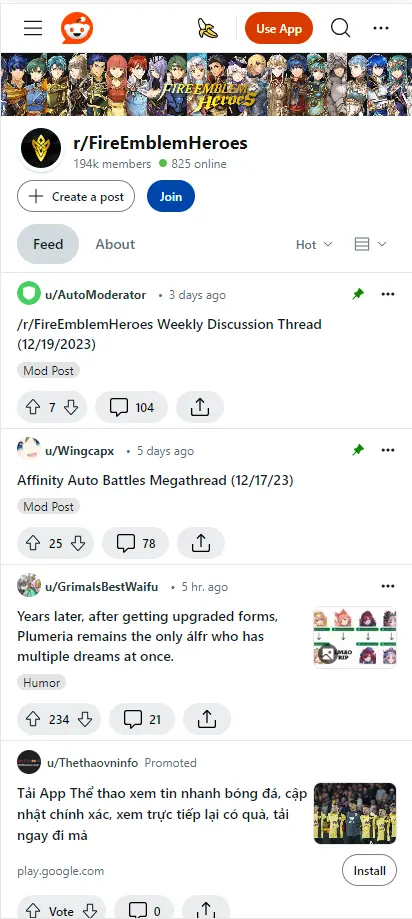 Use App
FIRE EMBLEM
Heroes
r/FireEmblemHeroes
194k members 825 online
Create a post
Join
Feed
About
Hot
u/AutoModerator • 3 days ago
/r/FireEmblemHeroes Weekly Discussion Thread
(12/19/2023)
Mod Post
7
104
u/Wingcapx • 5 days ago
Affinity Auto Battles Megathread (12/17/23)
Mod Post
25
78
u/GrimalsBestWaifu • 5 hr. ago
Years later, after getting upgraded forms,
Plumeria remains the only álfr who has
multiple dreams at once.
LMAO
RIP
Humor
234
21
u/Thethaovninfo Promoted
Tải App Thể thao xem tin nhanh bóng đá, cập
nhật chính xác, xem trực tiếp lại có quà, tải
ngay đi mà
play.google.com
Install
Vote
0